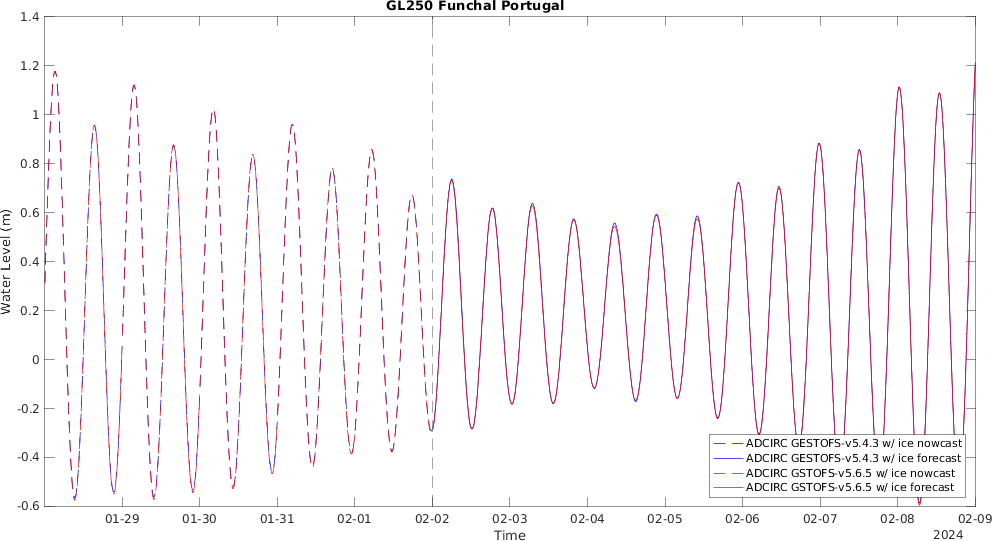 GL250 Funchal Portugal
1.4
1.2
1
0.8
0.6
0.4
0.2
0
-0.2
-0.4
-0.6
Water Level (m)
ADCIRC GESTOFS-v5.4.3 w/ ice nowcast
ADCIRC GESTOFS-v5.4.3 w/ ice forecast
ADCIRC GSTOFS-v5.6.5 w/ ice nowcast
ADCIRC GSTOFS-v5.6.5 w/ ice forecast
01-29 01-30 01-31 02-01 02-02 02-03 02-04 02-05 02-06 02-07 02-08 02-09
Time
2024